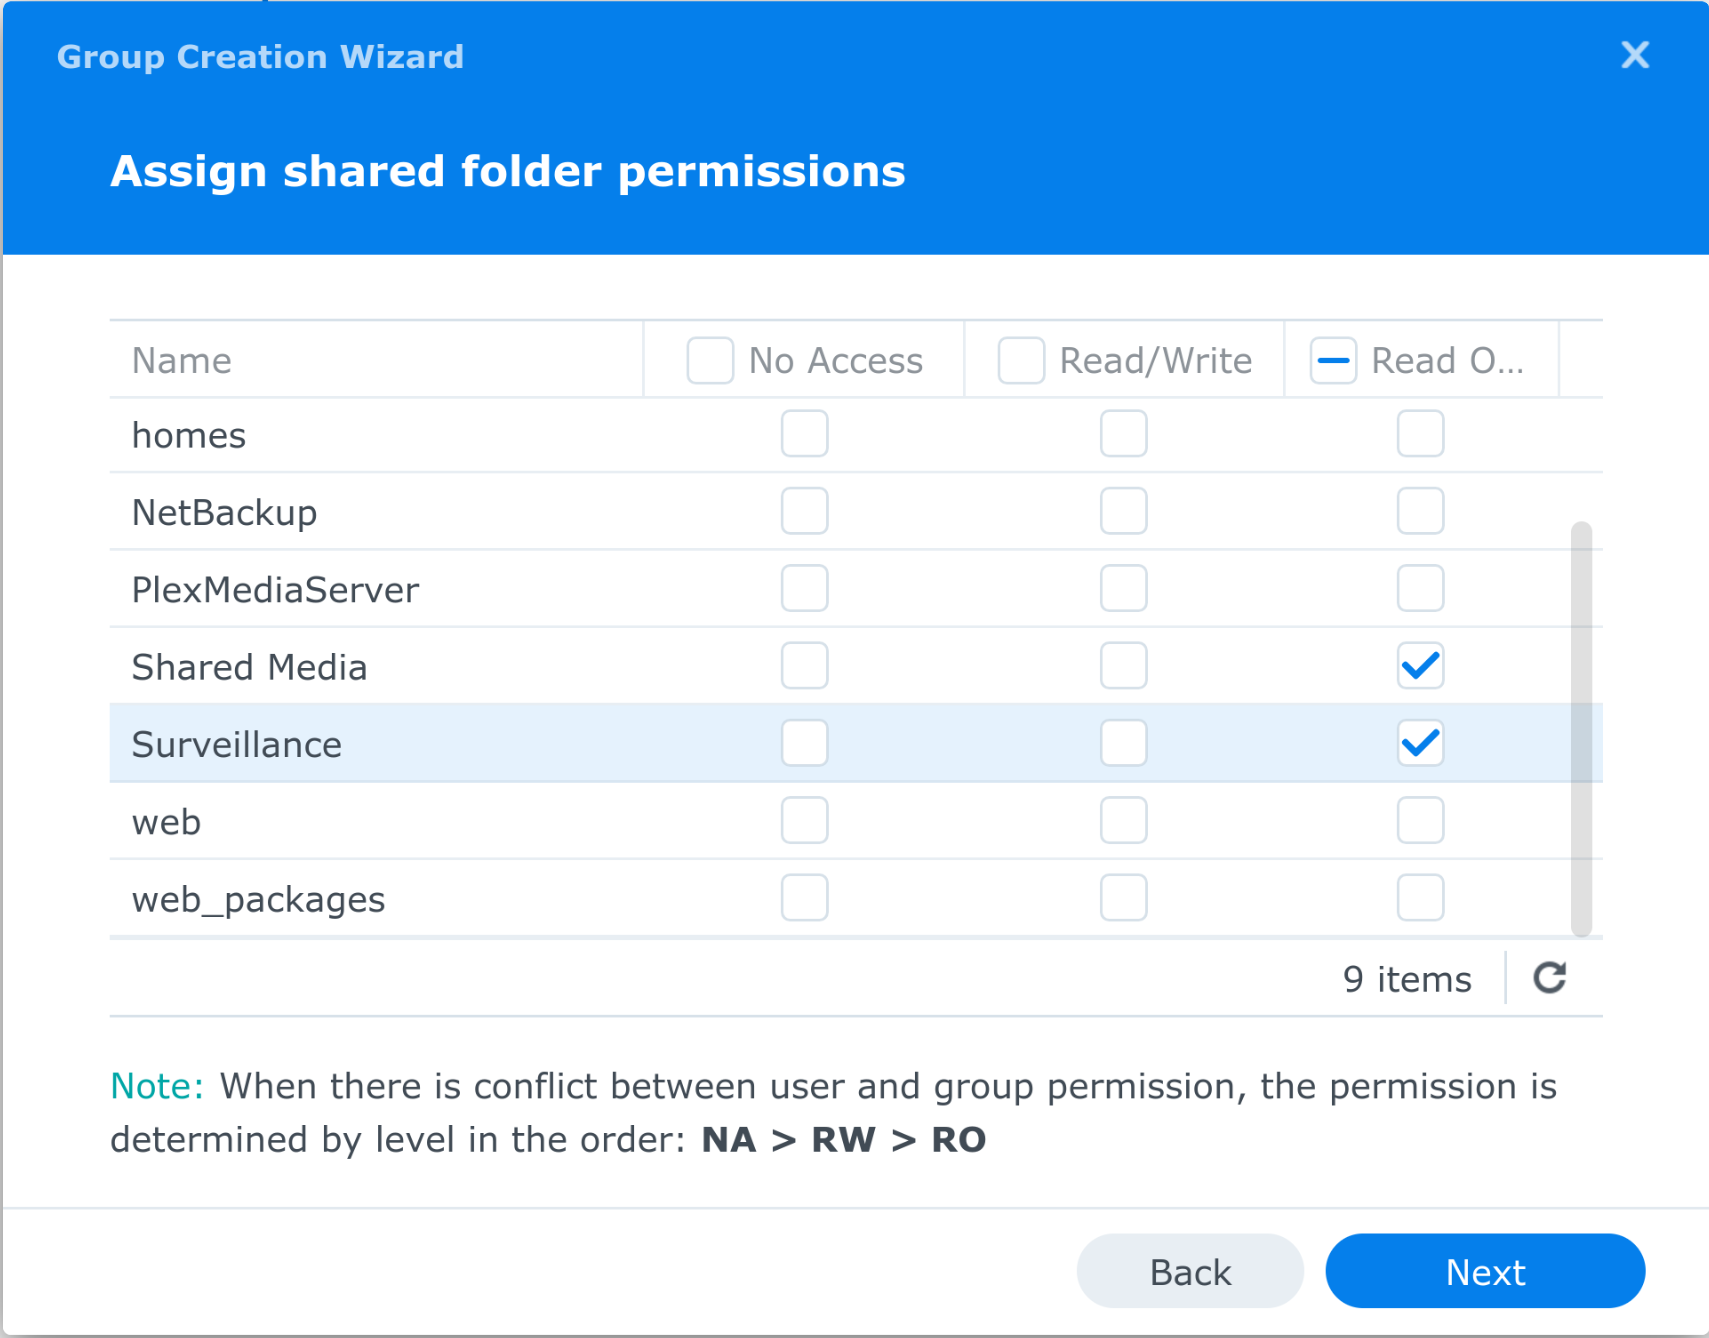 Group Creation Wizard
Assign shared folder permissions
Name No Access Read/Write Read O...
homes
NetBackup
PlexMediaServer
Shared Media
Surveillance
web
web_packages
9 items
Note: When there is conflict between user and group permission, the permission is
determined by level in the order: NA > RW > RO
Back Next